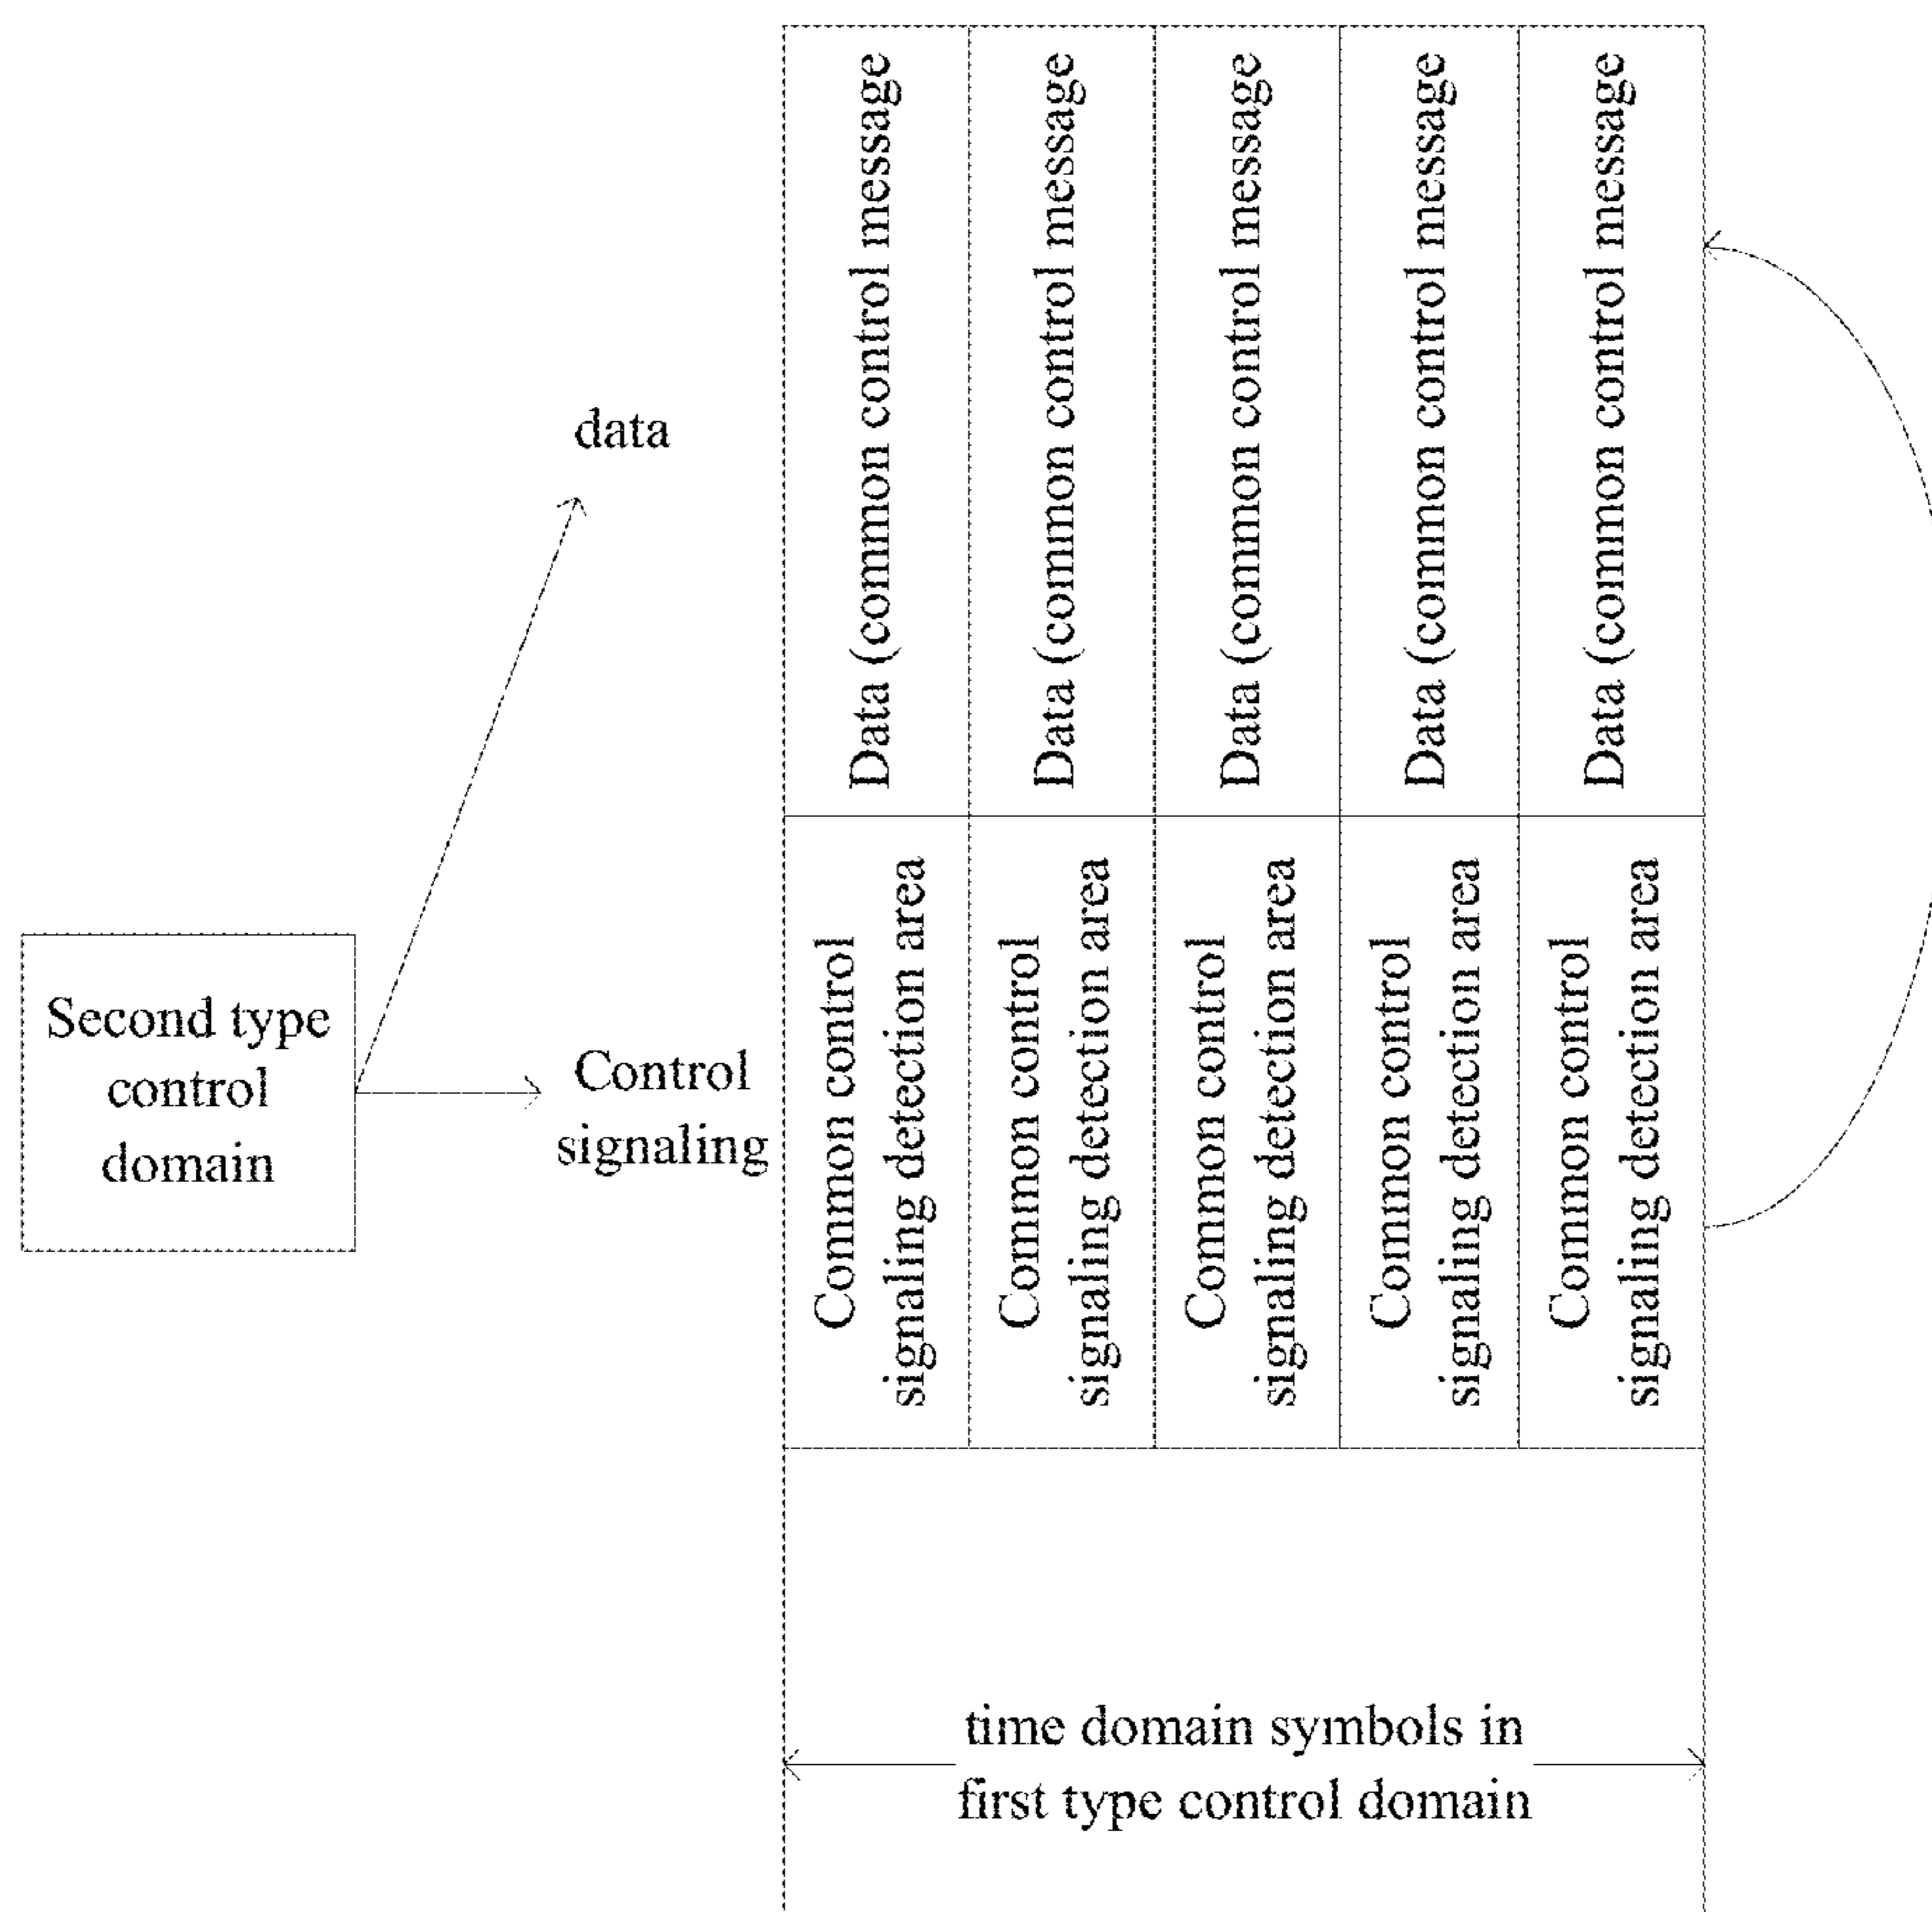 Data (common control message
Data (common control message
Data (common control message
Data (common control message
Data (common control message
data
Second type
control
domain
Control
signaling
Common control
signaling detection area
Common control
signaling detection area
Common control
signaling detection area
Common control
signaling detection area
Common control
signaling detection area
time domain symbols in
first type control domain